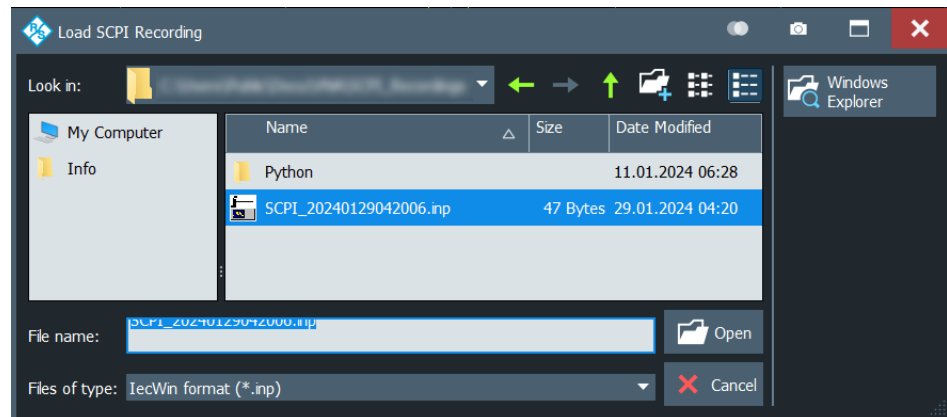 R&S Load SCPI Recording
Look in:
Windows Explorer
My Computer
Info
Name Size Date Modified
Python 11.01.2024 06:28
SCPI_20240129042006.inp 47 Bytes 29.01.2024 04:20
File name: SCPI_20240129042006.inp Open
Files of type: IecWin format (*.inp) Cancel